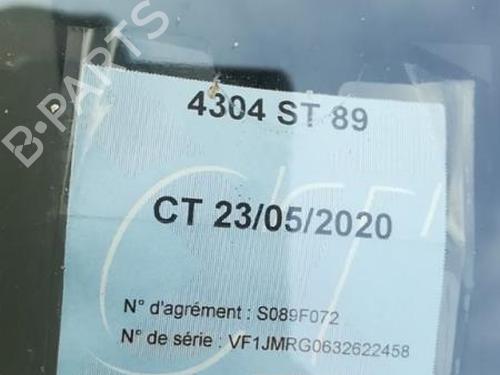 B-PARTS
4304 ST 89
CT 23/05/2020
N° d'agrément : S089F072
N° de série : VF1JMRG0632622458